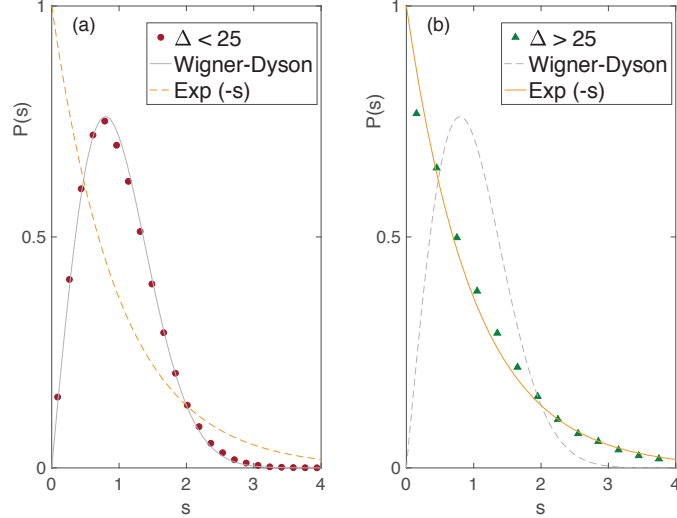 (a)
Δ < 25
Wigner-Dyson
Exp (-s)
P(s)
1
0.5
0
0 1 2 3 4
s
(b)
Δ > 25
Wigner-Dyson
Exp (-s)
P(s)
1
0.5
0
0 1 2 3 4
s